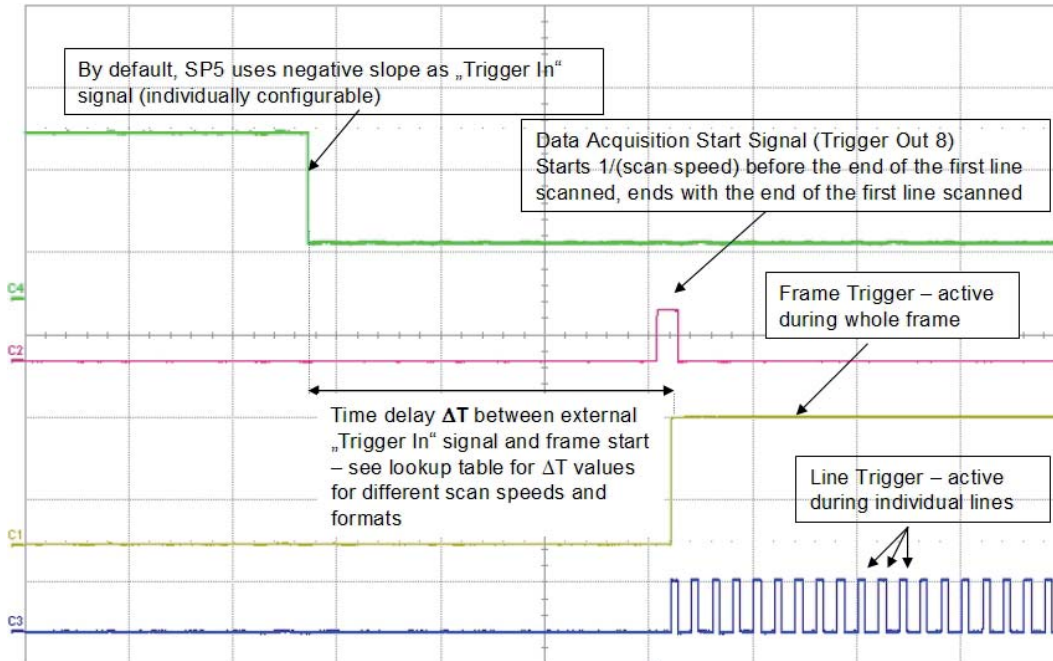 By default, SP5 uses negative slope as „Trigger In“
signal (individually configurable)
Data Acquisition Start Signal (Trigger Out 8)
Starts 1/(scan speed) before the end of the first line
scanned, ends with the end of the first line scanned
C4
Frame Trigger – active
during whole frame
C2
Time delay ΔT between external
„Trigger In“ signal and frame start
– see lookup table for ΔT values
for different scan speeds and
formats
Line Trigger – active
during individual lines
C1
C3